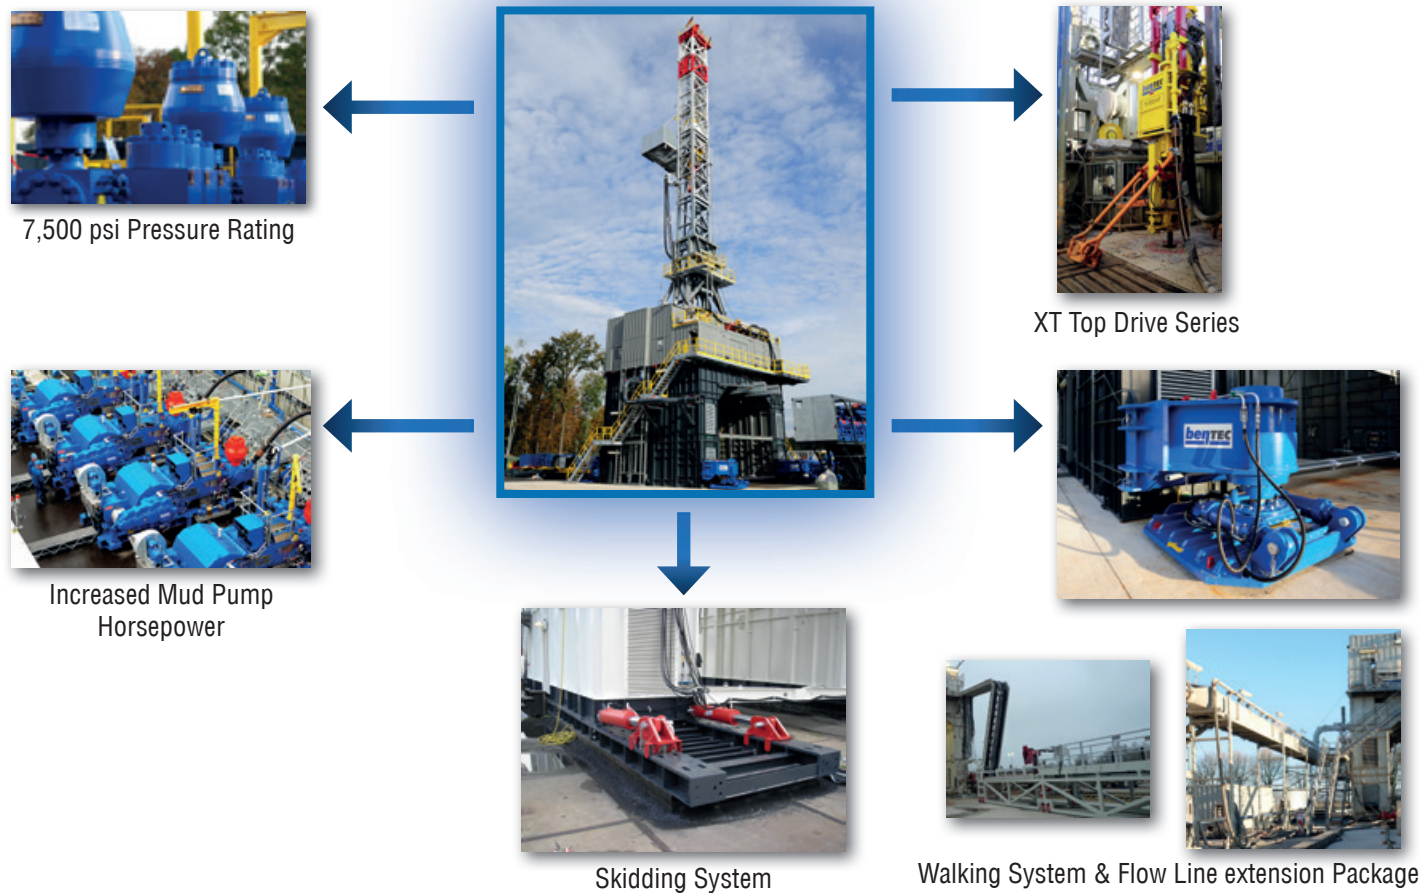 7,500 psi Pressure Rating
XT Top Drive Series
BENTEC
Increased Mud Pump
Horsepower
benTEC
Skidding System
Walking System & Flow Line extension Package